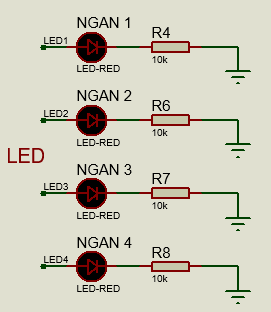 NGAN 1
R4
LED1
LED-RED
10k
NGAN 2
R6
LED2
LED-RED
10k
LED
NGAN 3
R7
LED3
LED-RED
10k
NGAN 4
R8
LED4
LED-RED
10k